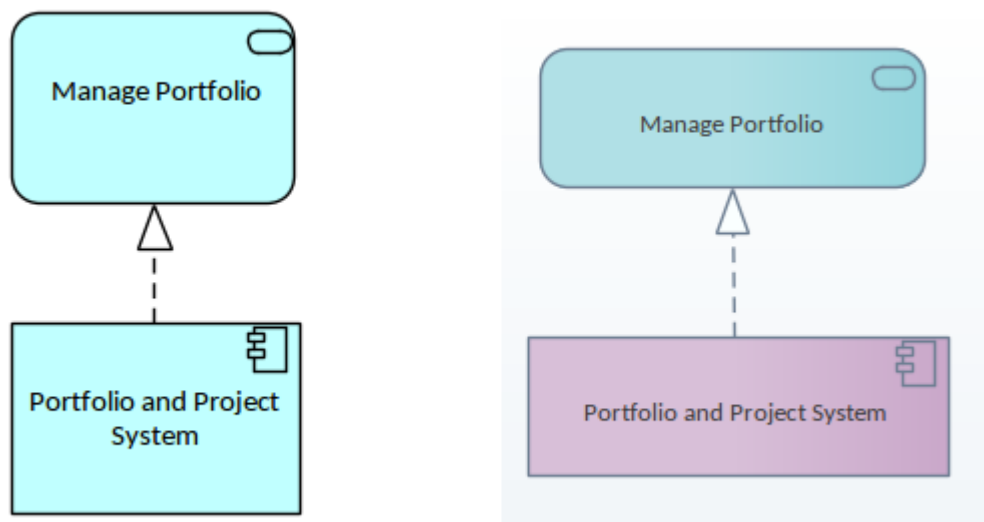 Manage Portfolio
Portfolio and Project
System
Manage Portfolio
Portfolio and Project System